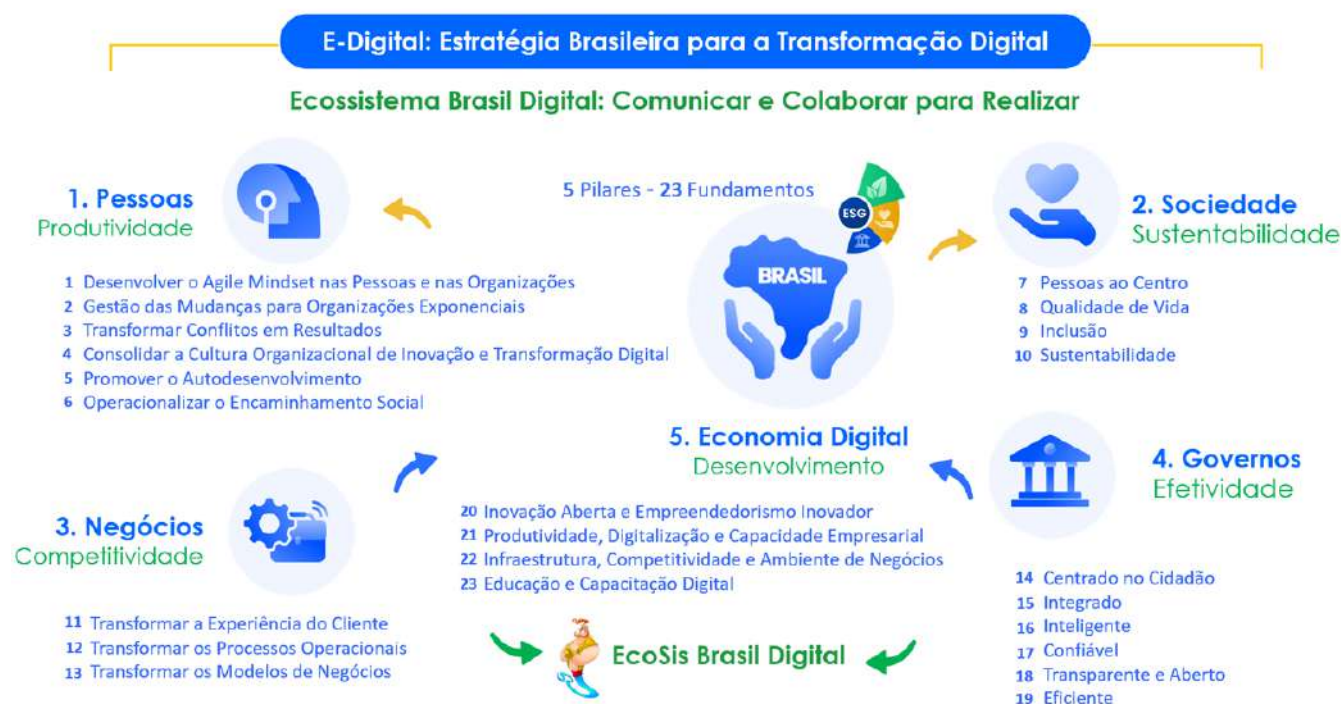 E-Digital: Estratégia Brasileira para a Transformação Digital
Ecossistema Brasil Digital: Comunicar e Colaborar para Realizar
1. Pessoas
Produtividade
1 Desenvolver o Agile Mindset nas Pessoas e nas Organizações
2 Gestão das Mudanças para Organizações Exponenciais
3 Transformar Conflitos em Resultados
4 Consolidar a Cultura Organizacional de Inovação e Transformação Digital
5 Promover o Autodesenvolvimento
6 Operacionalizar o Encaminhamento Social
5 Pilares - 23 Fundamentos
ESG
BRASIL
2. Sociedade
Sustentabilidade
7 Pessoas ao Centro
8 Qualidade de Vida
9 Inclusão
10 Sustentabilidade
3. Negócios
Competitividade
11 Transformar a Experiência do Cliente
12 Transformar os Processos Operacionais
13 Transformar os Modelos de Negócios
5. Economia Digital
Desenvolvimento
20 Inovação Aberta e Empreendedorismo Inovador
21 Produtividade, Digitalização e Capacidade Empresarial
22 Infraestrutura, Competitividade e Ambiente de Negócios
23 Educação e Capacitação Digital
4. Governos
Efetividade
14 Centrado no Cidadão
15 Integrado
16 Inteligente
17 Confiável
18 Transparente e Aberto
19 Eficiente
EcoSis Brasil Digital